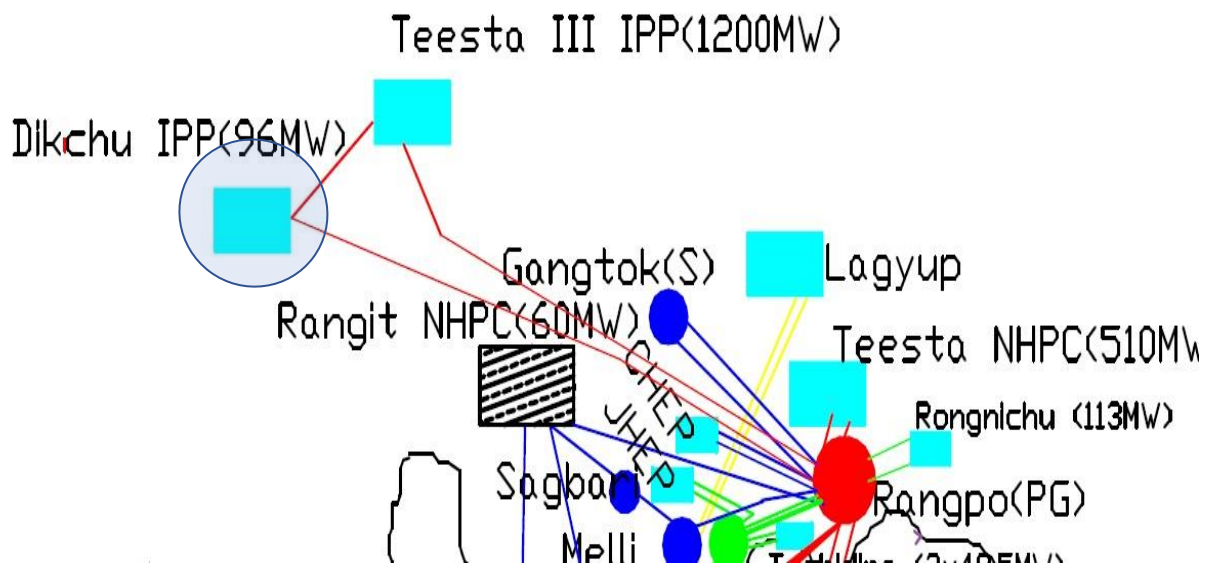 Teesta III IPP(1200MW)
Dikchu IPP(96MW)
Gangtok(S)
Lagyup
Rangit NHPC(60MW)
Teesta NHPC(510MW
CHEP
Rongnichu (113MW)
JHEP
Sagbari
Rangpo(PG)
Melli